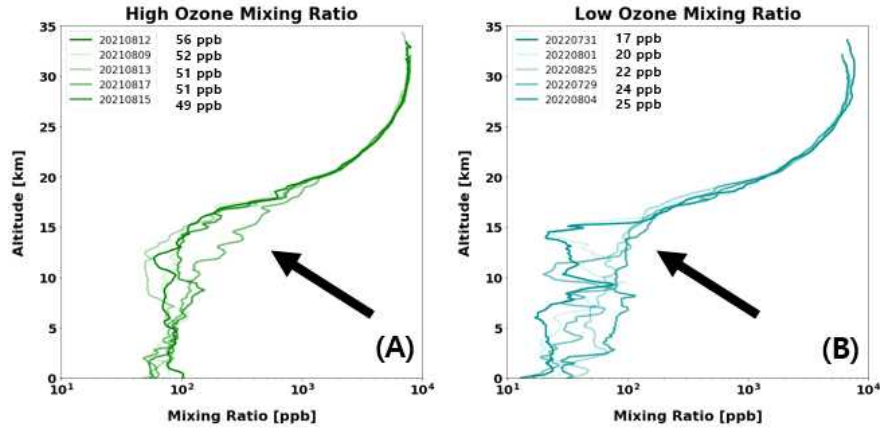 High Ozone Mixing Ratio
20210812 56 ppb
20210809 52 ppb
20210813 51 ppb
20210817 51 ppb
20210815 49 ppb
35
30
25
20
15
10
5
0
Altitude [km]
(A)
10¹ 10² 10³ 10⁴
Mixing Ratio [ppb]
Low Ozone Mixing Ratio
20220731 17 ppb
20220801 20 ppb
20220825 22 ppb
20220729 24 ppb
20220804 25 ppb
35
30
25
20
15
10
5
0
Altitude [km]
(B)
10¹ 10² 10³ 10⁴
Mixing Ratio [ppb]